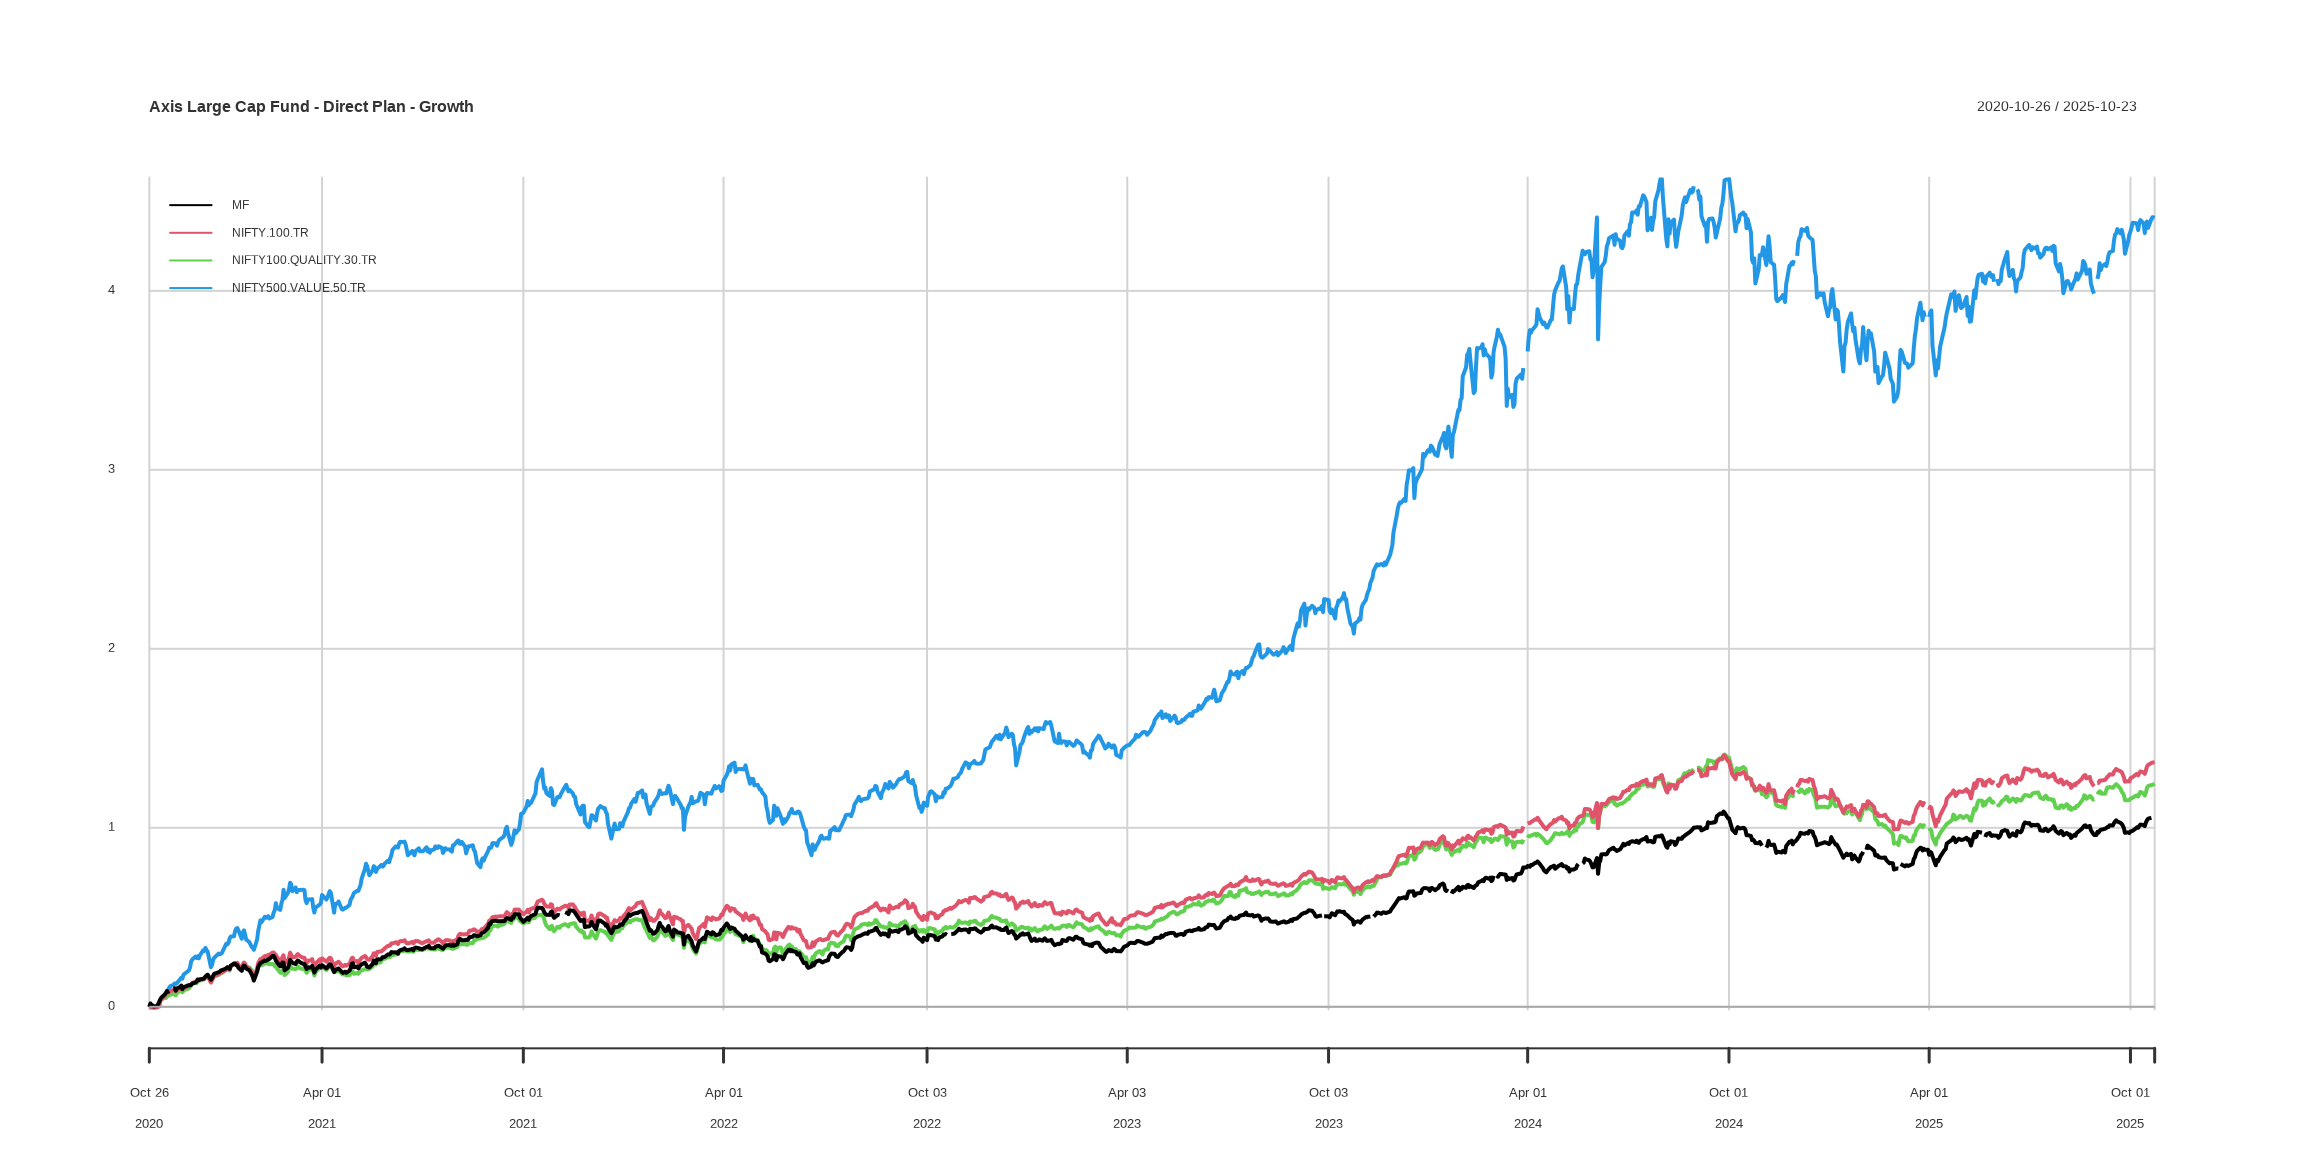 Axis Large Cap Fund - Direct Plan - Growth
2020-10-26 / 2025-10-23
MF
NIFTY.100.TR
NIFTY100.QUALITY.30.TR
NIFTY500.VALUE.50.TR
4
3
2
1
0
Oct 26 Apr 01 Oct 01 Apr 01 Oct 03 Apr 03 Oct 03 Apr 01 Oct 01 Apr 01 Oct 01
2020 2021 2021 2022 2022 2023 2023 2024 2024 2025 2025